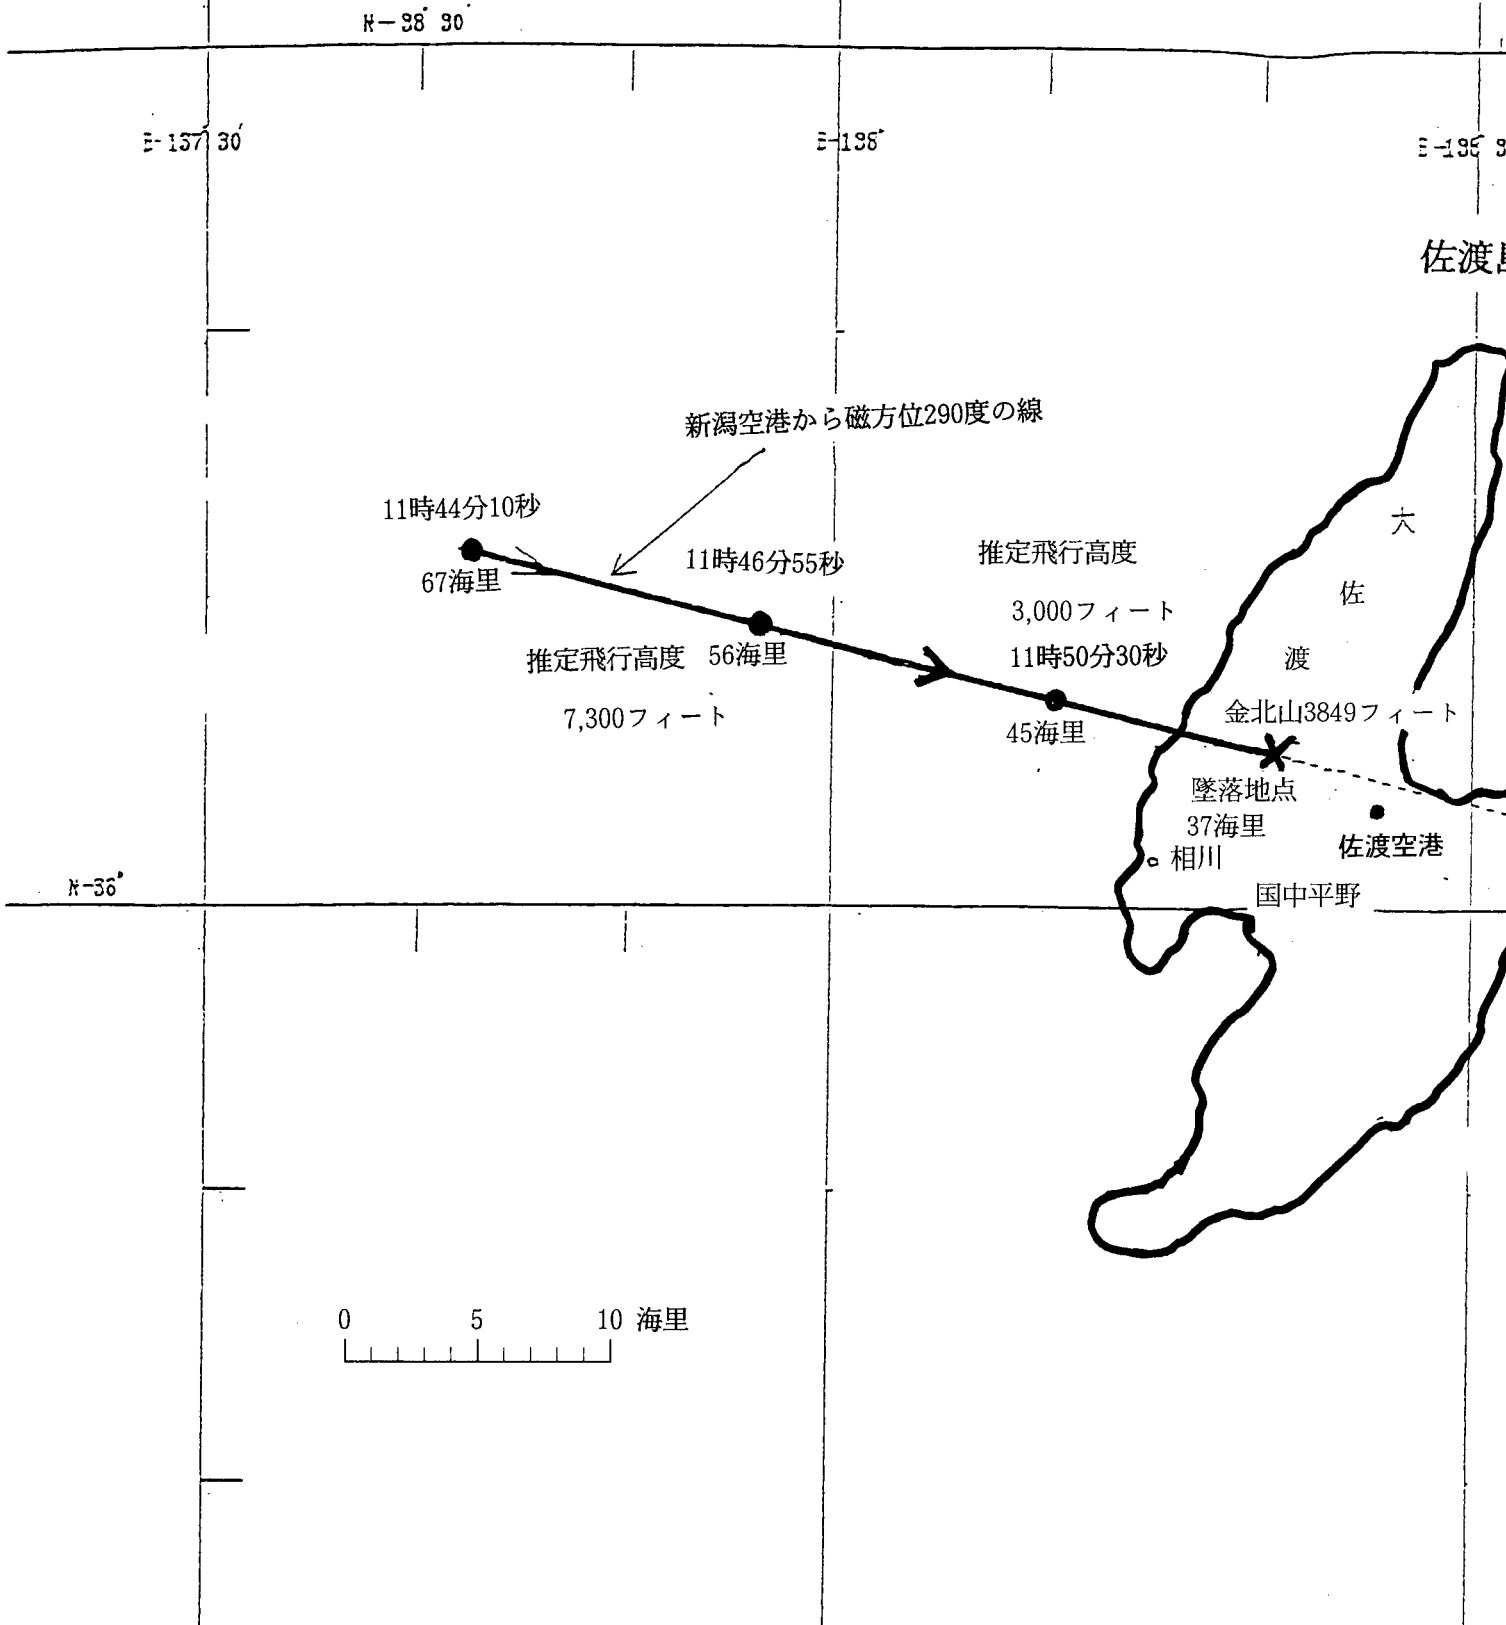 N-38°30'
E-137°30'
E-138°
佐渡
新潟空港から磁方位290度の線
11時44分10秒
67海里
11時46分55秒
推定飛行高度 56海里
7,300フィート
推定飛行高度
3,000フィート
11時50分30秒
45海里
大
佐
渡
金北山3849フィート
墜落地点
37海里
相川
佐渡空港
国中平野
N-38°
0 5 10 海里